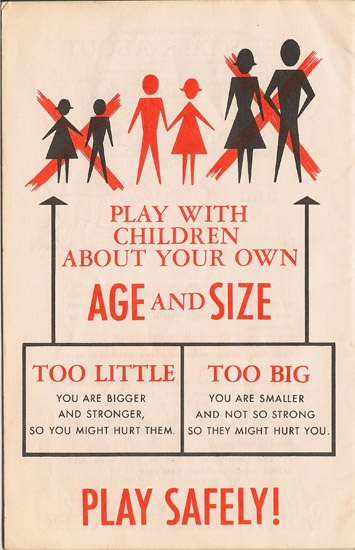 PLAY WITH
CHILDREN
ABOUT YOUR OWN
AGE AND SIZE
TOO LITTLE
YOU ARE BIGGER
AND STRONGER,
SO YOU MIGHT HURT THEM.
TOO BIG
YOU ARE SMALLER
AND NOT SO STRONG
SO THEY MIGHT HURT YOU.
PLAY SAFELY!